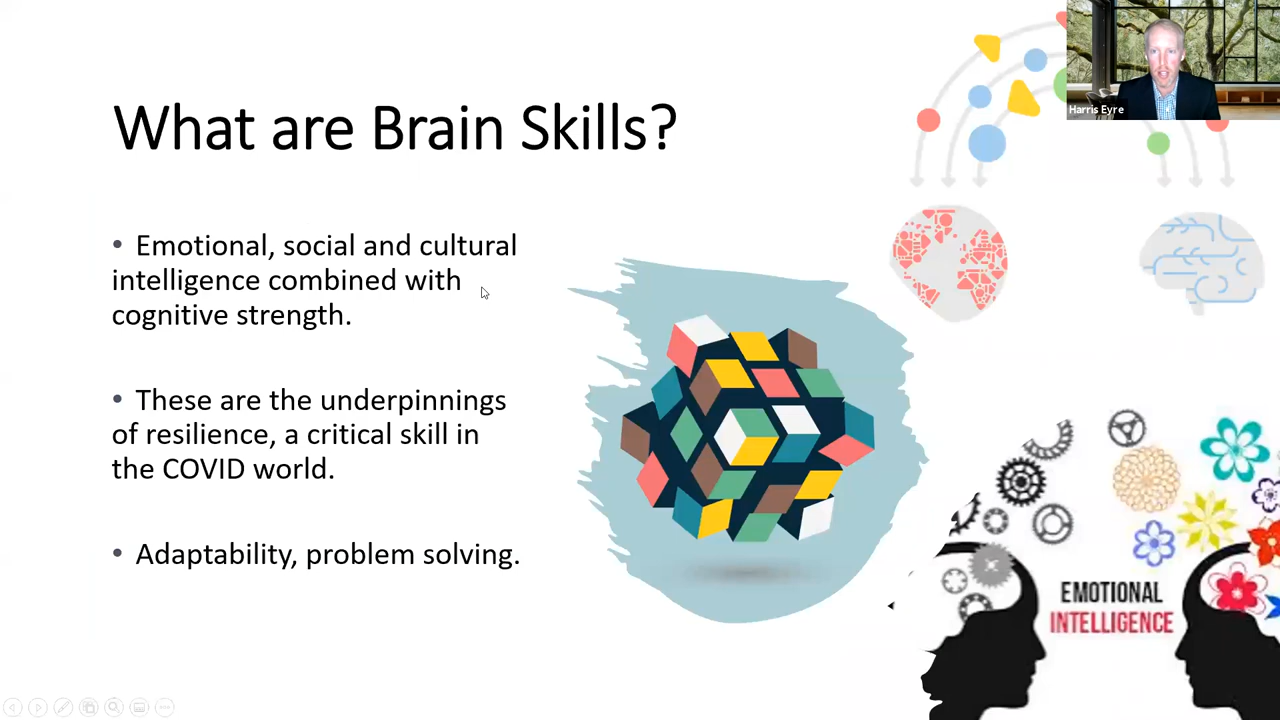 Harris Eyre
What are Brain Skills?
• Emotional, social and cultural
intelligence combined with
cognitive strength.
• These are the underpinnings
of resilience, a critical skill in
the COVID world.
• Adaptability, problem solving.
EMOTIONAL
INTELLIGENCE